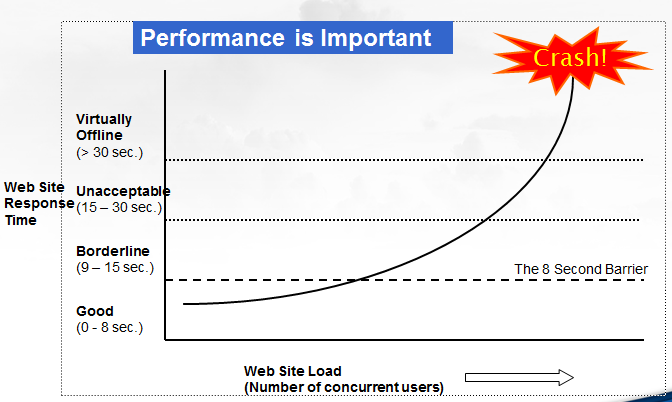 Performance is Important
Crash!
Virtually
Offline
(> 30 sec.)
Web Site
Response
Time
Unacceptable
(15 – 30 sec.)
Borderline
(9 – 15 sec.)
The 8 Second Barrier
Good
(0 - 8 sec.)
Web Site Load
(Number of concurrent users)